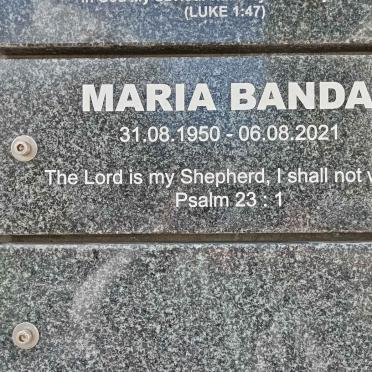 (LUKE 1:47)
MARIA BANDA
31.08.1950 - 06.08.2021
The Lord is my Shepherd, I shall not
Psalm 23 : 1